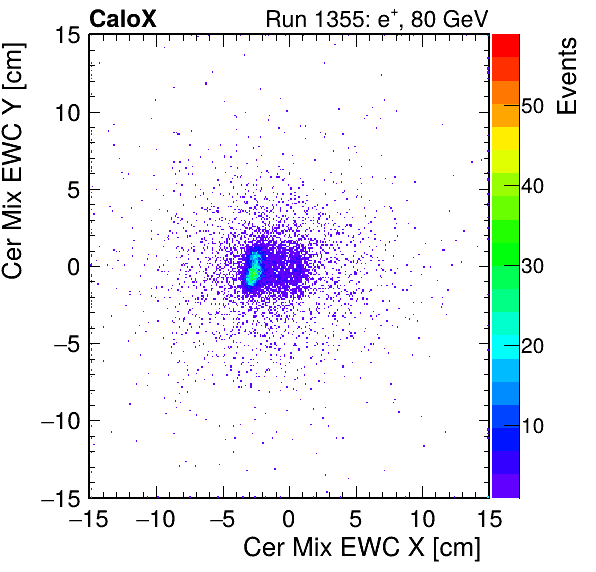 CaloX Run 1355: e+, 80 GeV
Cer Mix EWC Y [cm]
15
10
5
0
−5
−10
−15
−15 −10 −5 0 5 10 15
Cer Mix EWC X [cm]
Events
50
40
30
20
10